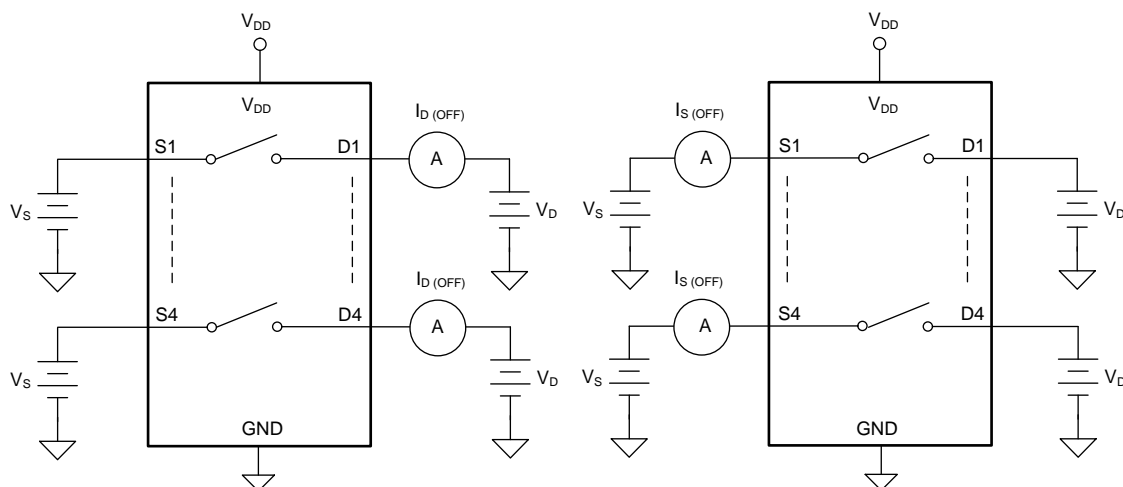 VDD
VDD
ID (OFF)
S1
D1
A
VS
VD
ID (OFF)
S4
D4
A
VS
VD
GND
VDD
VDD
IS (OFF)
A
S1
D1
VS
VD
IS (OFF)
A
S4
D4
VS
VD
GND